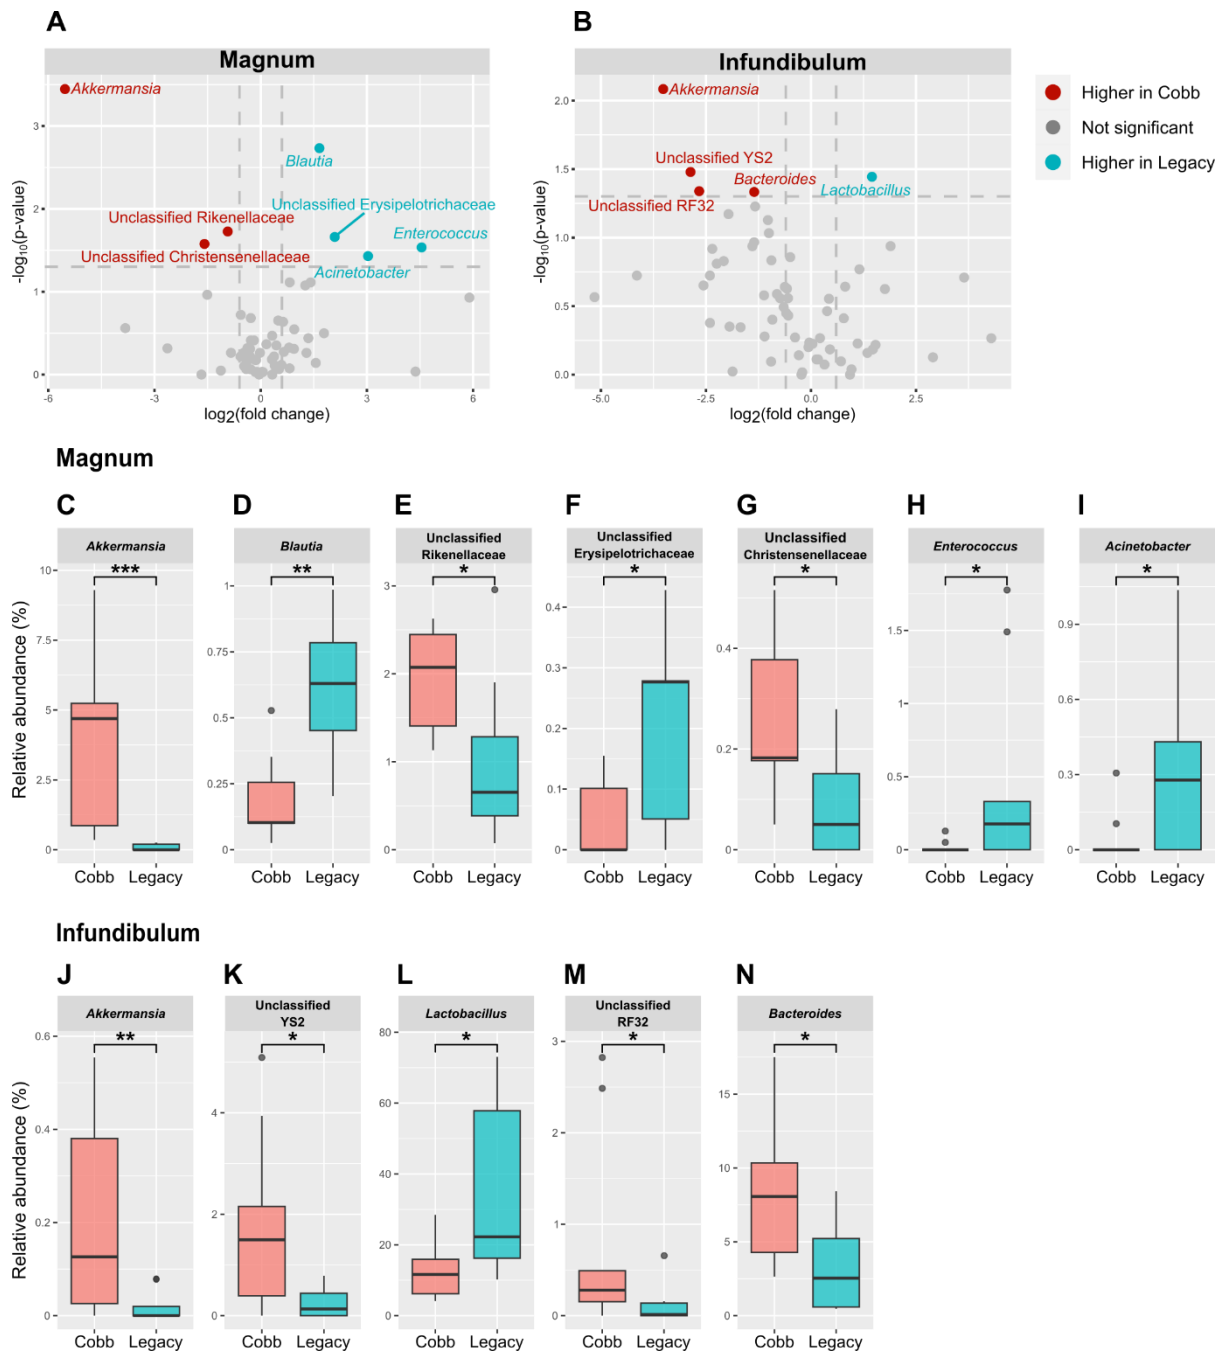 A
B
Magnum
Infundibulum
Akkermansia
Blautia
Unclassified Rikenellaceae
Unclassified Erysipelotrichaceae
Enterococcus
Unclassified Christensenellaceae
Acinetobacter
3
2
1
0
-log10(p-value)
-6
-3
0
3
6
log2(fold change)
Akkermansia
Unclassified YS2
Bacteroides
Lactobacillus
Unclassified RF32
2.0
1.5
1.0
0.5
0.0
-log10(p-value)
-5.0
-2.5
0.0
2.5
log2(fold change)
Higher in Cobb
Not significant
Higher in Legacy
Magnum
C
D
E
F
G
H
I
Akkermansia
Blautia
Unclassified
Rikenellaceae
Unclassified
Erysipelotrichaceae
Unclassified
Christensenellaceae
Enterococcus
Acinetobacter
***
**
*
*
*
*
*
Relative abundance (%)
10
7.5
5
2.5
0
1
0.75
0.5
0.25
0
3
2
1
0
0.4
0.3
0.2
0.1
0
0.4
0.2
0
1.5
1
0.5
0
0.9
0.6
0.3
0
Cobb Legacy
Cobb Legacy
Cobb Legacy
Cobb Legacy
Cobb Legacy
Cobb Legacy
Cobb Legacy
Infundibulum
J
K
L
M
N
Akkermansia
Unclassified
YS2
Lactobacillus
Unclassified
RF32
Bacteroides
**
*
*
*
*
Relative abundance (%)
0.6
0.4
0.2
0
4
2
0
80
60
40
20
0
3
2
1
0
15
10
5
0
Cobb Legacy
Cobb Legacy
Cobb Legacy
Cobb Legacy
Cobb Legacy